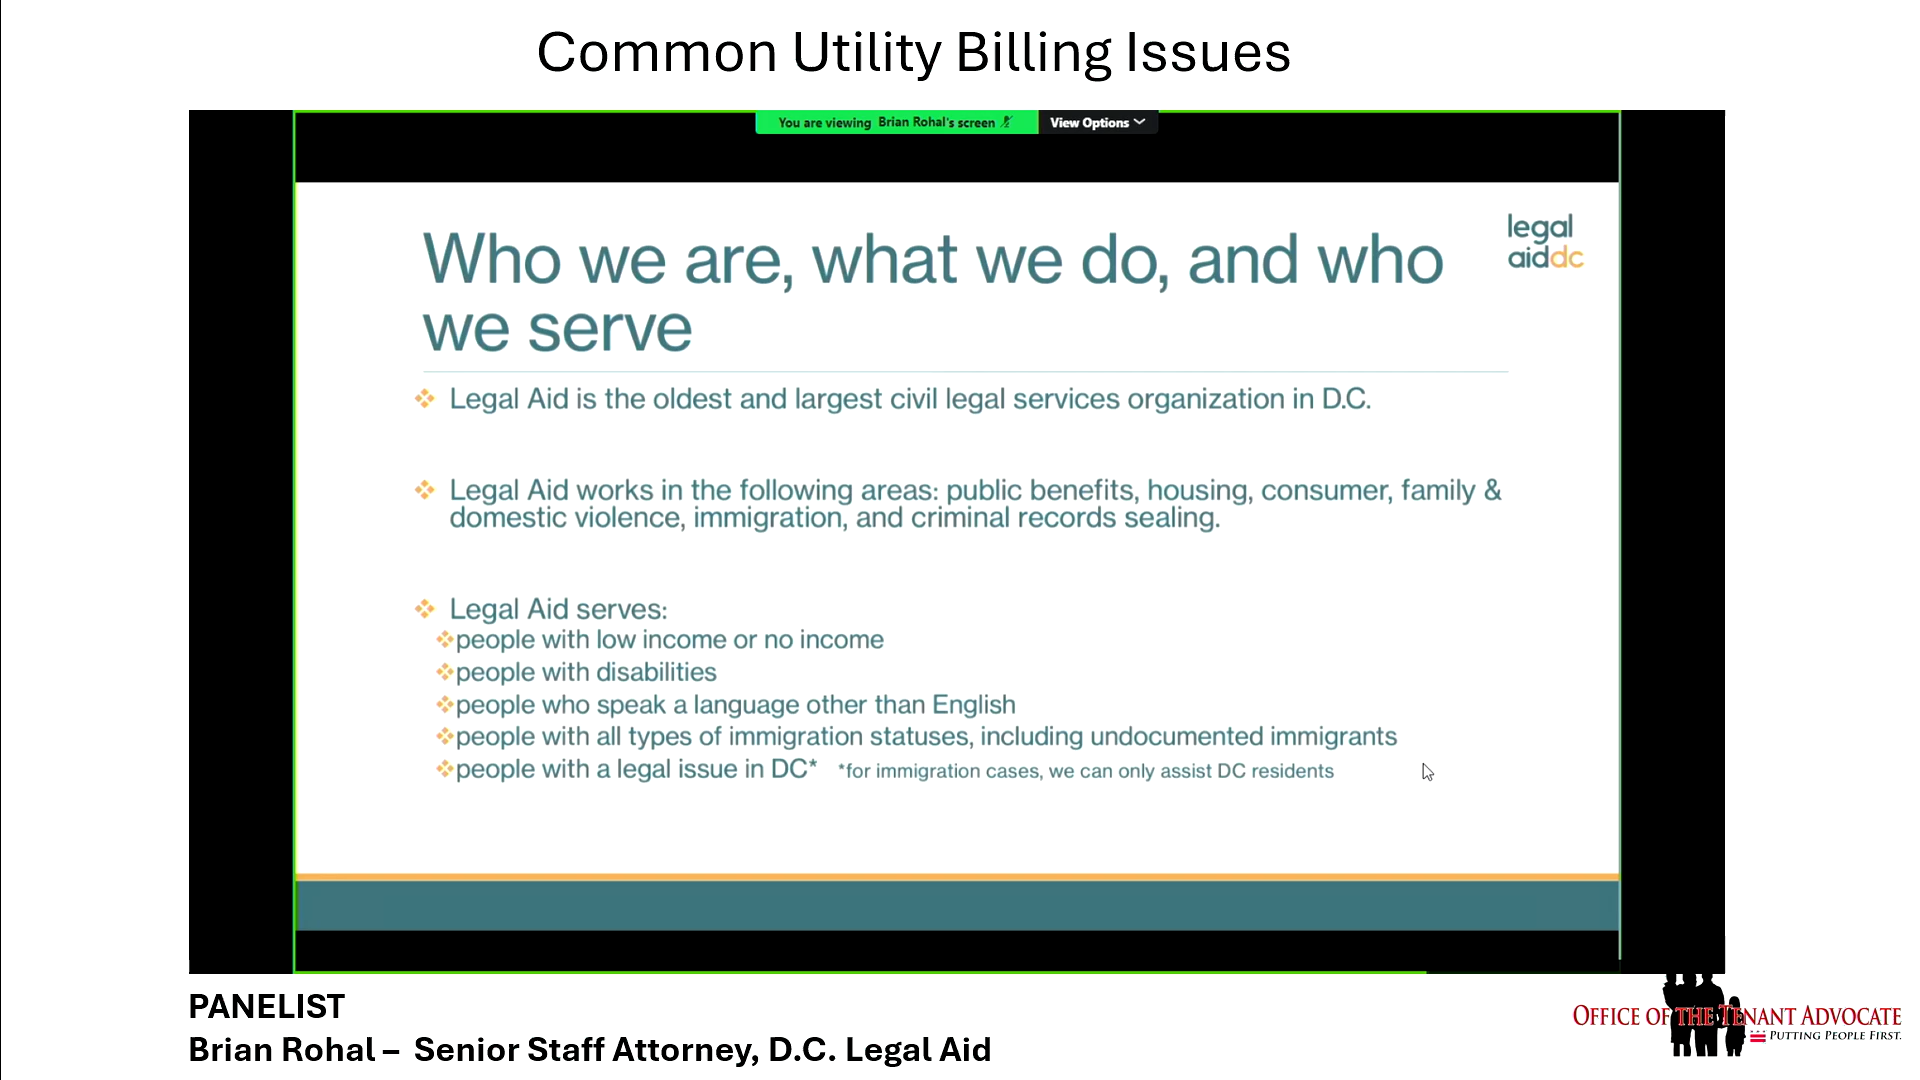 Common Utility Billing Issues
You are viewing Brian Rohal's screen
View Options
Who we are, what we do, and who
we serve
legal
aiddc
Legal Aid is the oldest and largest civil legal services organization in D.C.
Legal Aid works in the following areas: public benefits, housing, consumer, family &
domestic violence, immigration, and criminal records sealing.
Legal Aid serves:
people with low income or no income
people with disabilities
people who speak a language other than English
people with all types of immigration statuses, including undocumented immigrants
people with a legal issue in DC* *for immigration cases, we can only assist DC residents
PANELIST
Brian Rohal – Senior Staff Attorney, D.C. Legal Aid
OFFICE OF THE TENANT ADVOCATE
PUTTING PEOPLE FIRST.